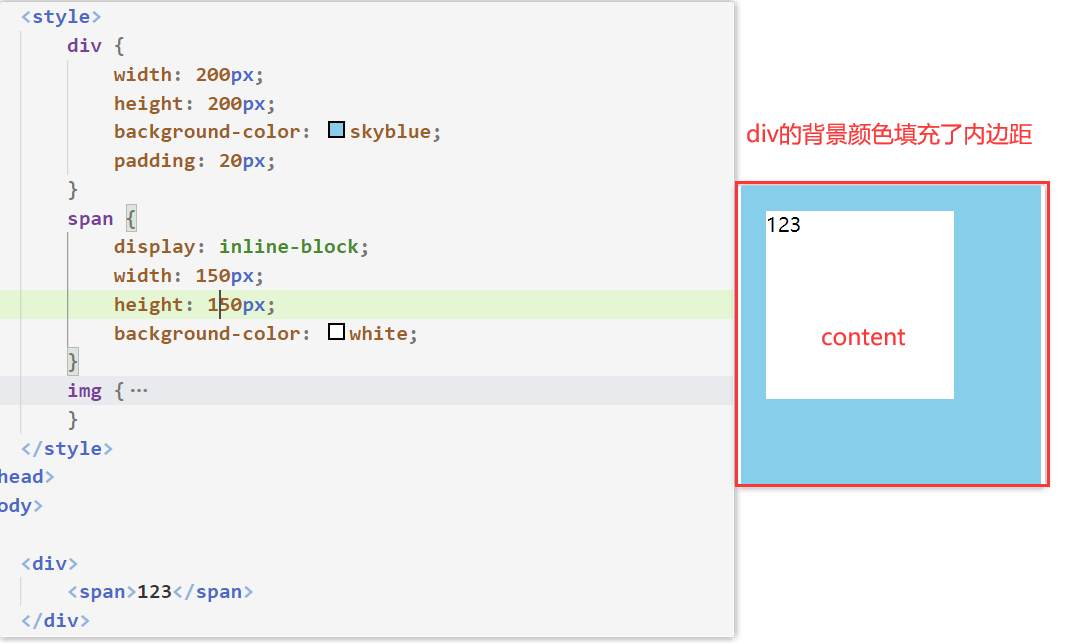 <style>
div {
width: 200px;
height: 200px;
background-color: skyblue;
padding: 20px;
}
span {
display: inline-block;
width: 150px;
height: 150px;
background-color: white;
}
img {···
}
</style>
head>
ody>
<div>
<span>123</span>
</div>
div的背景颜色填充了内边距
123
content